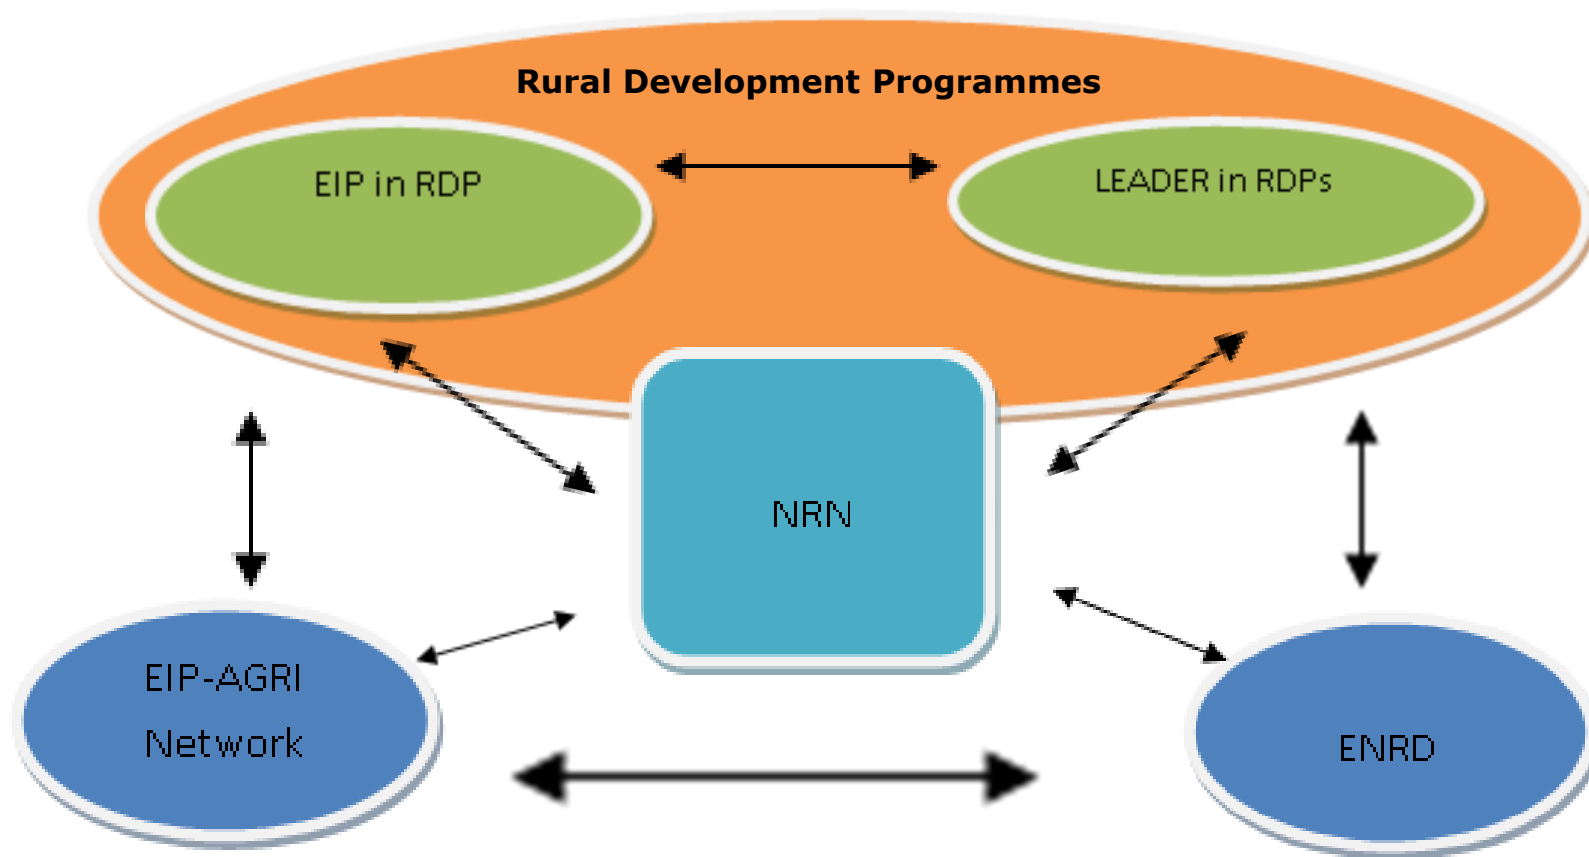 Rural Development Programmes
EIP in RDP
LEADER in RDPs
NRN
EIP-AGRI
Network
ENRD